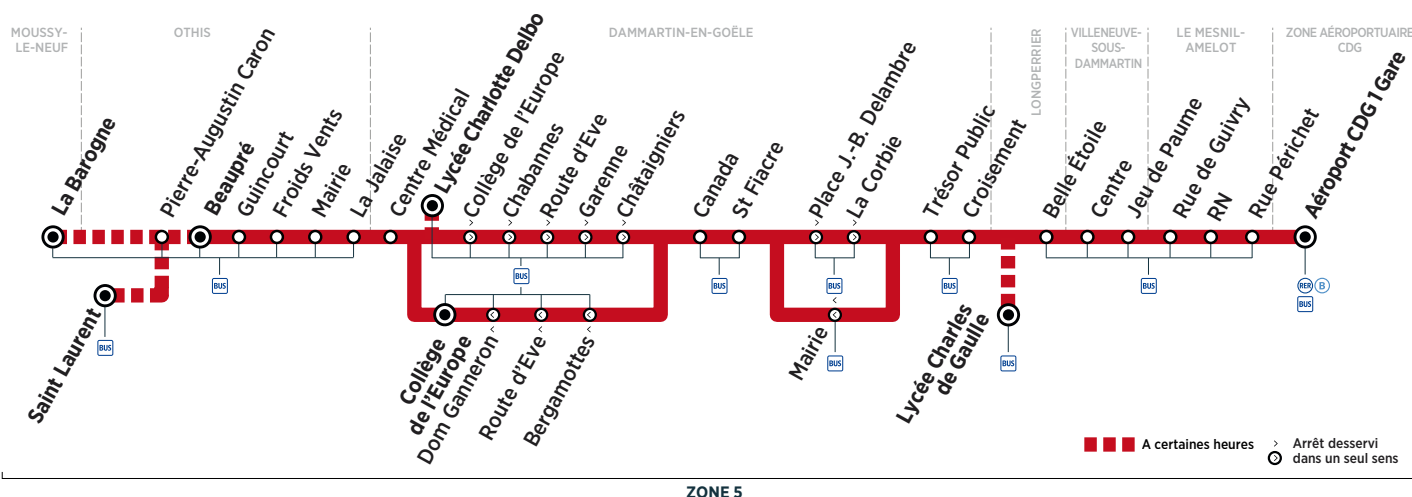 MOUSSY-
LE-NEUF
OTHIS
DAMMARTIN-EN-GOËLE
LONGPERRIER
VILLENEUVE-
SOUS-
DAMMARTIN
LE MESNIL-
AMELOT
ZONE AÉROPORTUAIRE
CDG
La Barogne
Pierre-Augustin Caron
Beaupré
Guincourt
Froids Vents
Mairie
La Jalaise
Centre Médical
Lycée Charlotte Delbo
Collège de l'Europe
Chabannes
Route d'Eve
Garenne
Châtaigniers
Canada
St Fiacre
Place J.-B. Delambre
La Corbie
Trésor Public
Croisement
Belle Étoile
Centre
Jeu de Paume
Rue de Guivry
RN
Rue Périchet
Aéroport CDG 1 Gare
BUS
BUS
BUS
BUS
BUS
BUS
RER B
BUS
Saint Laurent
BUS
BUS
Collège
de l'Europe
Dom Ganneron
Route d'Eve
Bergamottes
Mairie
BUS
Lycée Charles
de Gaulle
BUS
A certaines heures
Arrêt desservi
dans un seul sens
ZONE 5